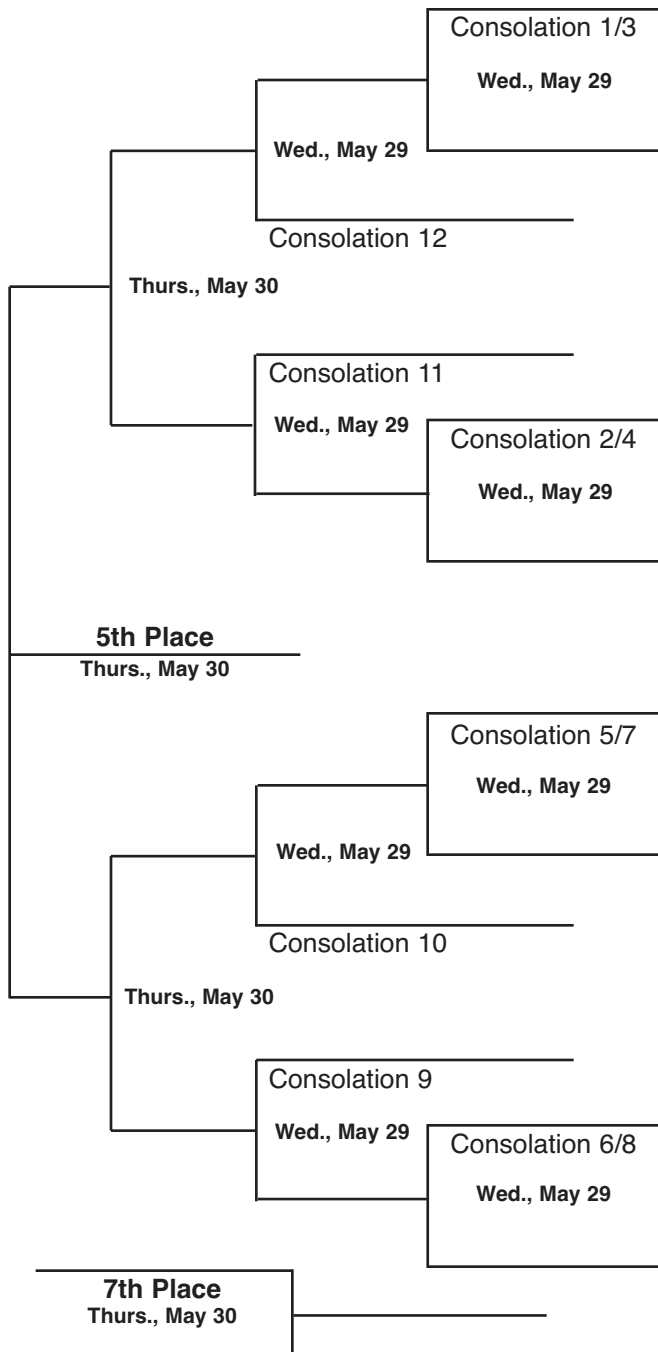 Consolation 1/3
Wed., May 29
Wed., May 29
Consolation 12
Thurs., May 30
Consolation 11
Wed., May 29
Consolation 2/4
Wed., May 29
5th Place
Thurs., May 30
Consolation 5/7
Wed., May 29
Wed., May 29
Consolation 10
Thurs., May 30
Consolation 9
Wed., May 29
Consolation 6/8
Wed., May 29
7th Place
Thurs., May 30